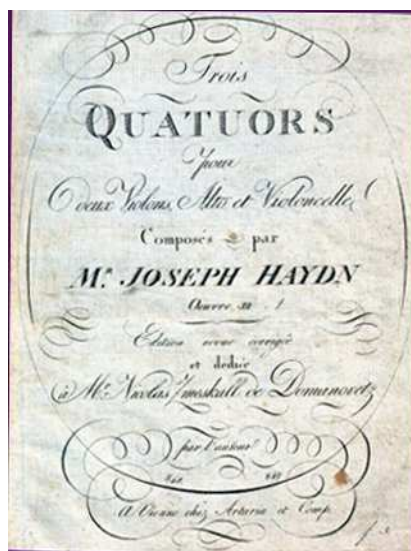 Trois
QUATUORS
Pour
deux Violons, Alto et Violoncelle,
Composés par
Mr. JOSEPH HAYDN
Oeuvre
Edition revue corrigée
et dediée
à Mr. Nicolas Zmeskall de Domanovetz
par l'auteur
A Vienne chez Artaria et Comp.